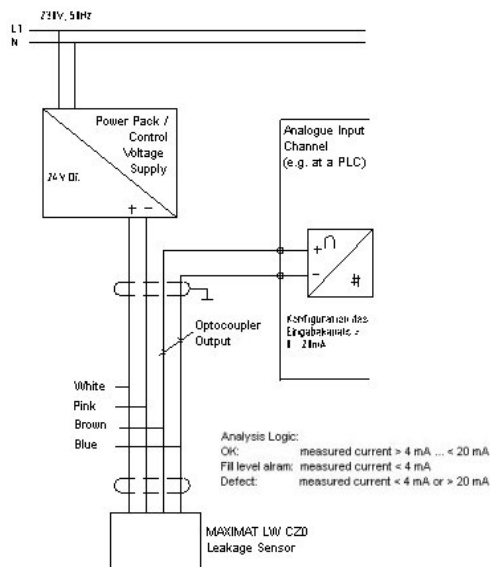 230V, 50Hz
L1
N
Power Pack /
Control
Voltage
Supply
24 V
+ −
Analogue Input
Channel
(e.g. at a PLC)
+
−
#
Konfiguration des
Eingabekanals
20mA
Optocoupler
Output
White
Pink
Brown
Blue
Analysis Logic:
OK: measured current > 4 mA ... < 20 mA
Fill level alram: measured current < 4 mA
Defect: measured current < 4 mA or > 20 mA
MAXIMAT LW CZ0
Leakage Sensor